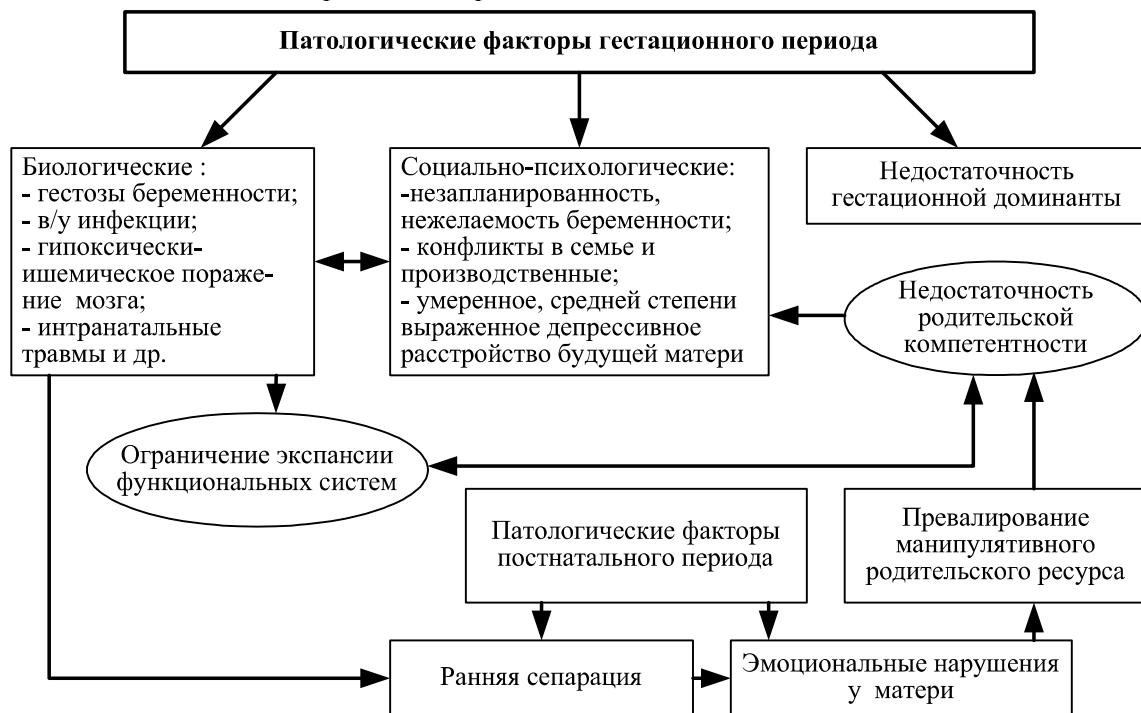 Патологические факторы гестационного периода
Биологические :
- гестозы беременности;
- в/у инфекции;
- гипоксически-
ишемическое пораже-
ние мозга;
- интранатальные
травмы и др.
Социально-психологические:
-незапланированность,
нежелаемость беременности;
- конфликты в семье и
производственные;
- умеренное, средней степени
выраженное депрессивное
расстройство будущей матери
Недостаточность
гестационной доминанты
Недостаточность
родительской
компетентности
Ограничение экспансии
функциональных систем
Патологические факторы
постнатального периода
Превалирование
манипулятивного
родительского ресурса
Ранняя сепарация
Эмоциональные нарушения
у матери